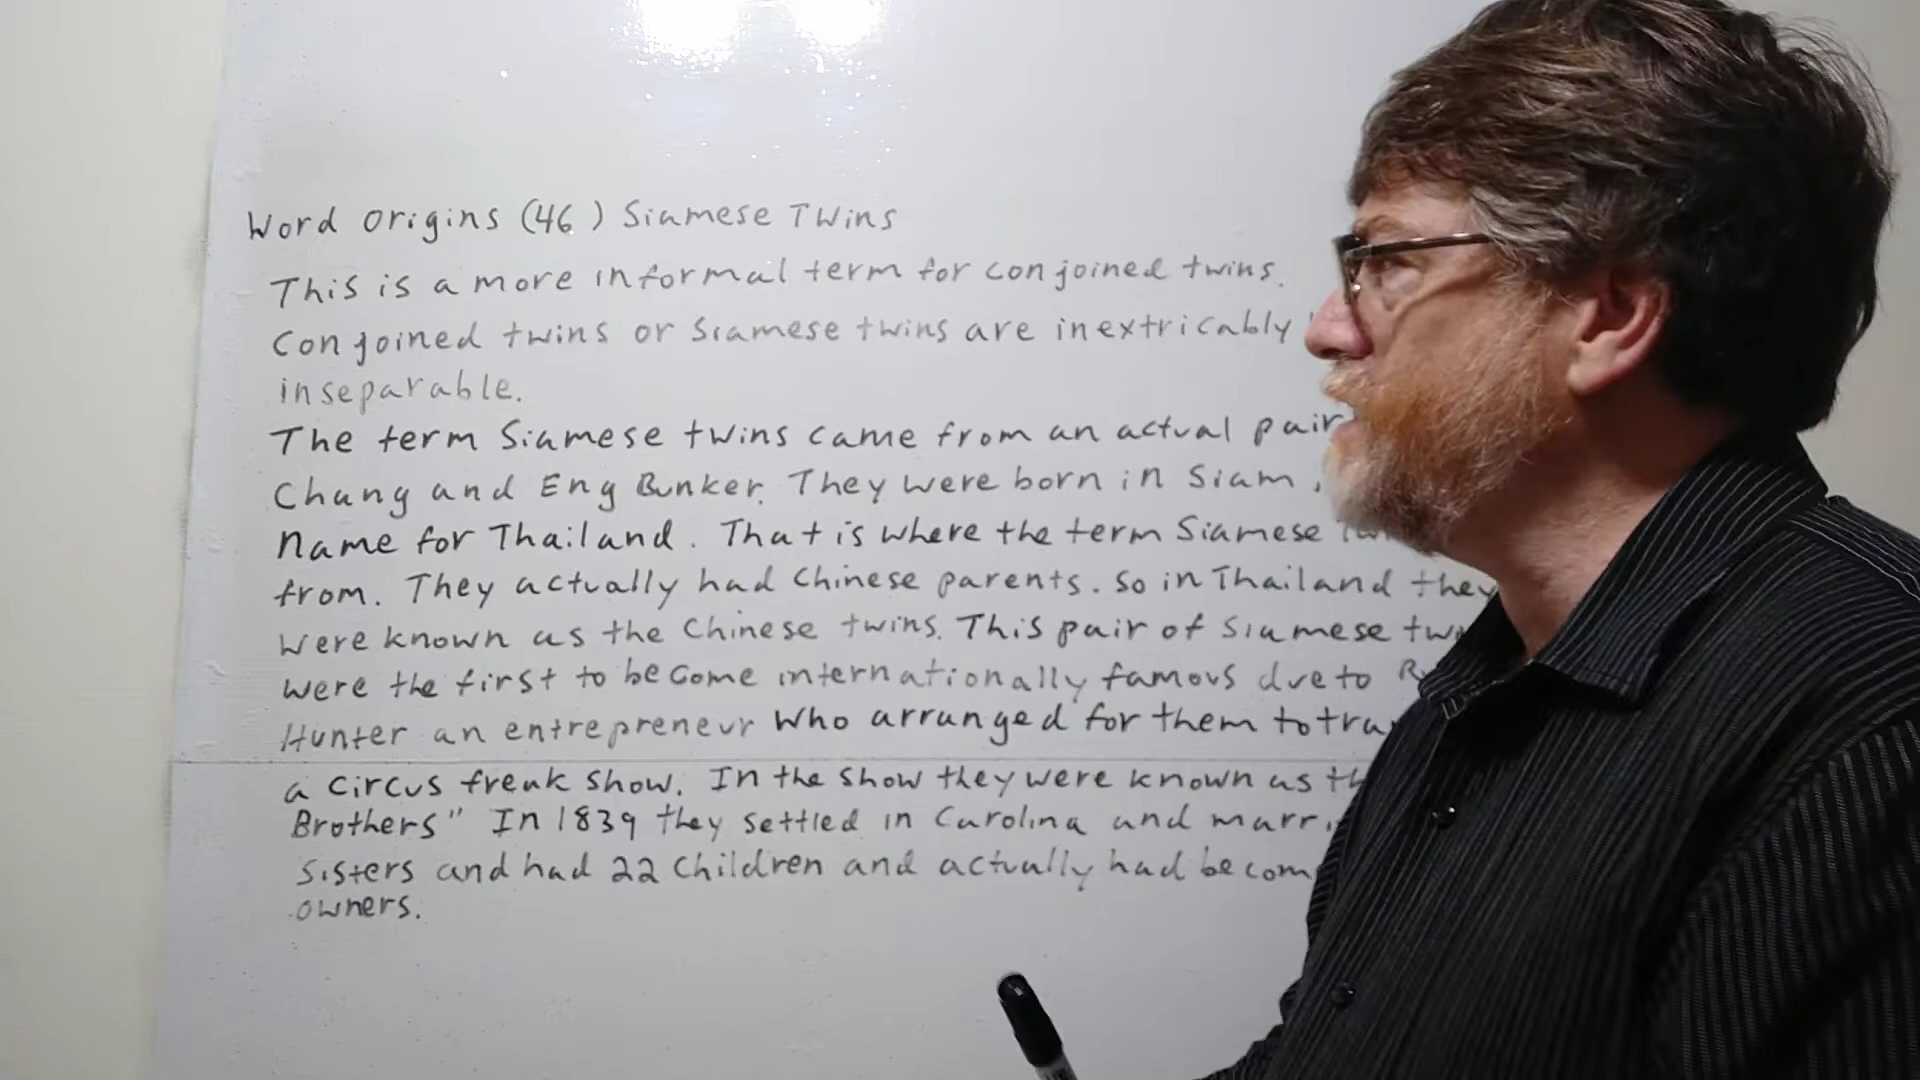 Word Origins (46) Siamese Twins
This is a more informal term for conjoined twins.
Conjoined twins or Siamese twins are inextricably
inseparable.
The term Siamese twins came from an actual pair
Chang and Eng Bunker. They were born in Siam,
Name for Thailand. That is where the term Siamese
from. They actually had Chinese parents. So in Thailand they
were known as the Chinese twins. This pair of Siamese
were the first to become internationally famous due to
Hunter an entrepreneur who arranged for them to
a circus freak show. In the show they were known as
Brothers" In 1839 they settled in Carolina and
sisters and had 22 children and actually had
owners.